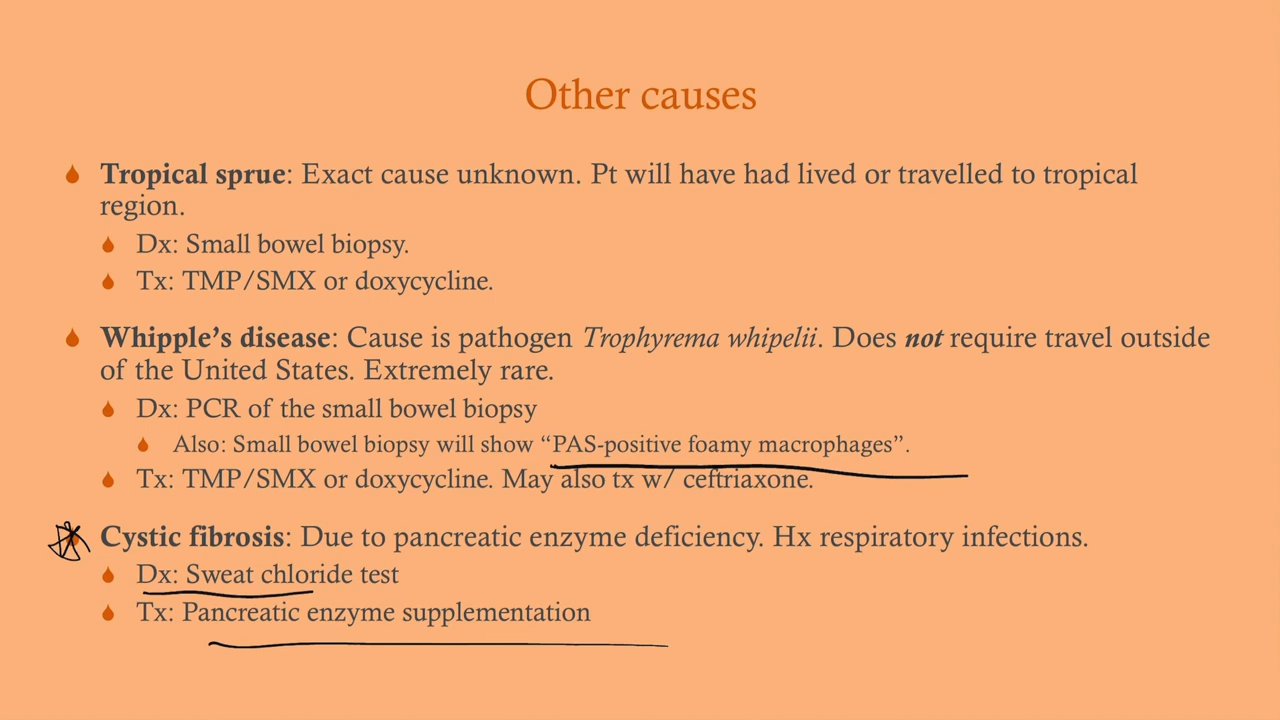 Other causes
Tropical sprue: Exact cause unknown. Pt will have had lived or travelled to tropical
region.
Dx: Small bowel biopsy.
Tx: TMP/SMX or doxycycline.
Whipple’s disease: Cause is pathogen Trophyrema whipelii. Does not require travel outside
of the United States. Extremely rare.
Dx: PCR of the small bowel biopsy
Also: Small bowel biopsy will show “PAS-positive foamy macrophages”.
Tx: TMP/SMX or doxycycline. May also tx w/ ceftriaxone.
Cystic fibrosis: Due to pancreatic enzyme deficiency. Hx respiratory infections.
Dx: Sweat chloride test
Tx: Pancreatic enzyme supplementation